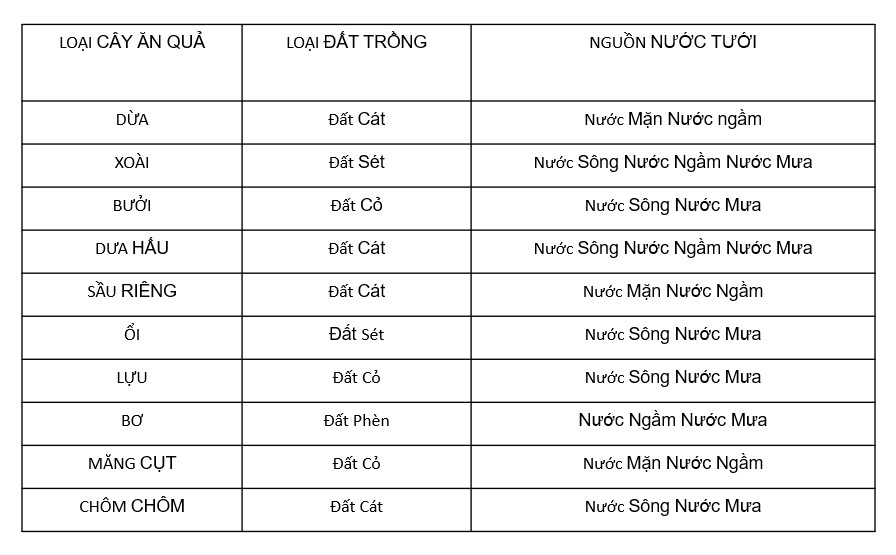 LOẠI CÂY ĂN QUẢ LOẠI ĐẤT TRỒNG NGUỒN NƯỚC TƯỚI
DỪA Đất Cát Nước Mặn Nước ngầm
XOÀI Đất Sét Nước Sông Nước Ngầm Nước Mưa
BƯỞI Đất Cỏ Nước Sông Nước Mưa
DƯA HẤU Đất Cát Nước Sông Nước Ngầm Nước Mưa
SẦU RIÊNG Đất Cát Nước Mặn Nước Ngầm
ỔI Đất Sét Nước Sông Nước Mưa
LỰU Đất Cỏ Nước Sông Nước Mưa
BƠ Đất Phèn Nước Ngầm Nước Mưa
MĂNG CỤT Đất Cỏ Nước Mặn Nước Ngầm
CHÔM CHÔM Đất Cát Nước Sông Nước Mưa